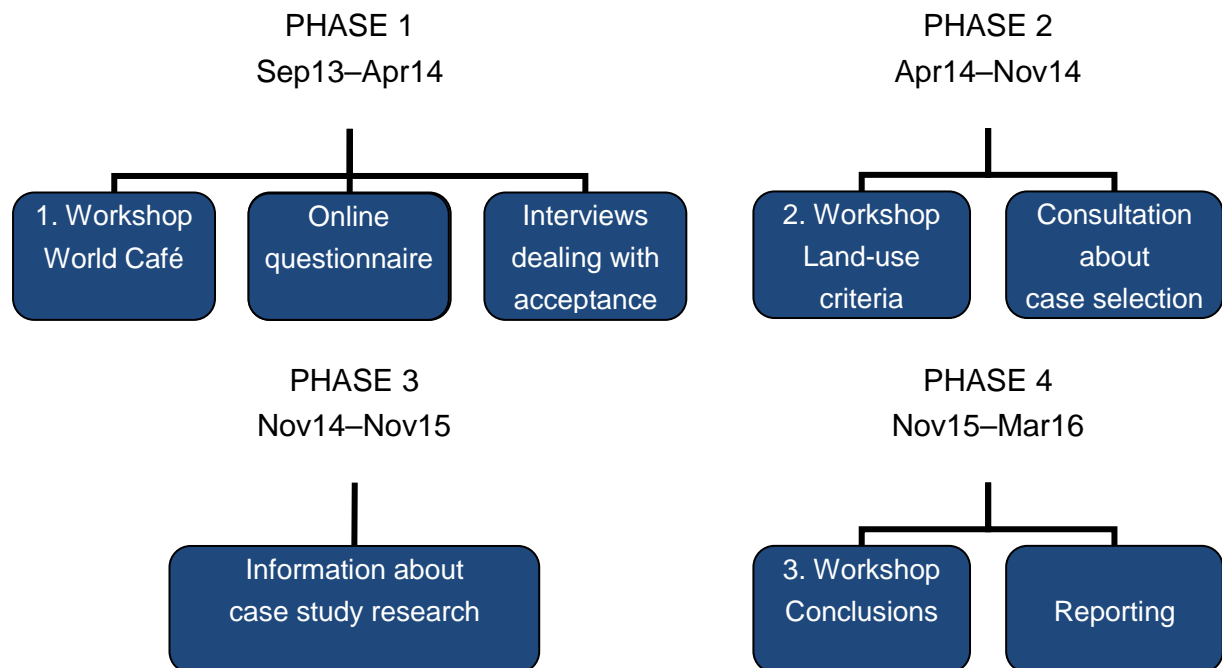 PHASE 1
Sep13–Apr14
1. Workshop
World Café
Online
questionnaire
Interviews
dealing with
acceptance
PHASE 2
Apr14–Nov14
2. Workshop
Land-use
criteria
Consultation
about
case selection
PHASE 3
Nov14–Nov15
Information about
case study research
PHASE 4
Nov15–Mar16
3. Workshop
Conclusions
Reporting